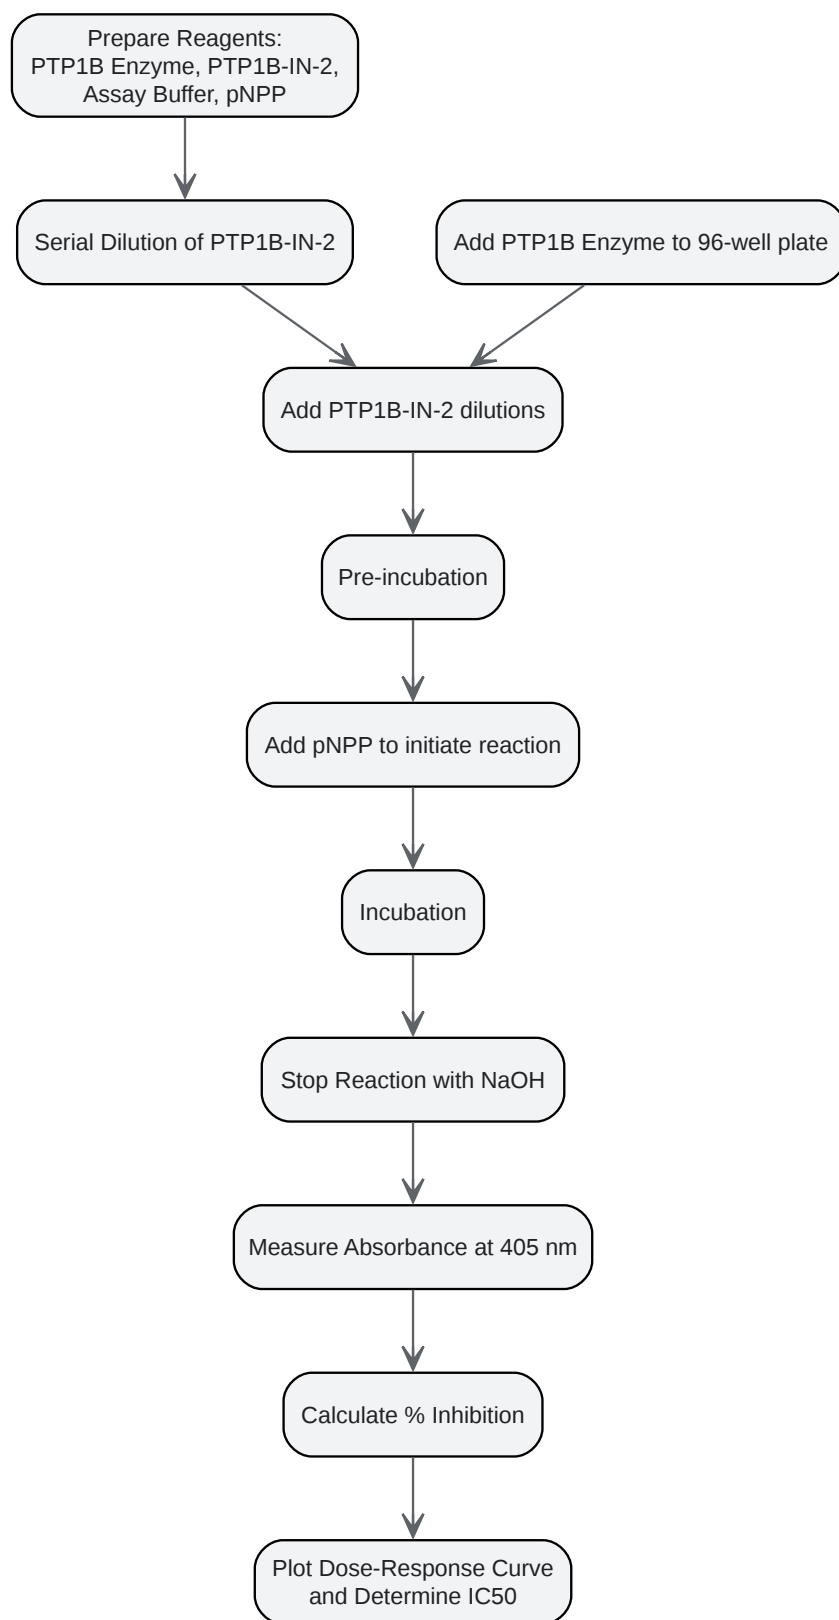 Prepare Reagents:
PTP1B Enzyme, PTP1B-IN-2,
Assay Buffer, pNPP
Serial Dilution of PTP1B-IN-2
Add PTP1B Enzyme to 96-well plate
Add PTP1B-IN-2 dilutions
Pre-incubation
Add pNPP to initiate reaction
Incubation
Stop Reaction with NaOH
Measure Absorbance at 405 nm
Calculate % Inhibition
Plot Dose-Response Curve
and Determine IC50